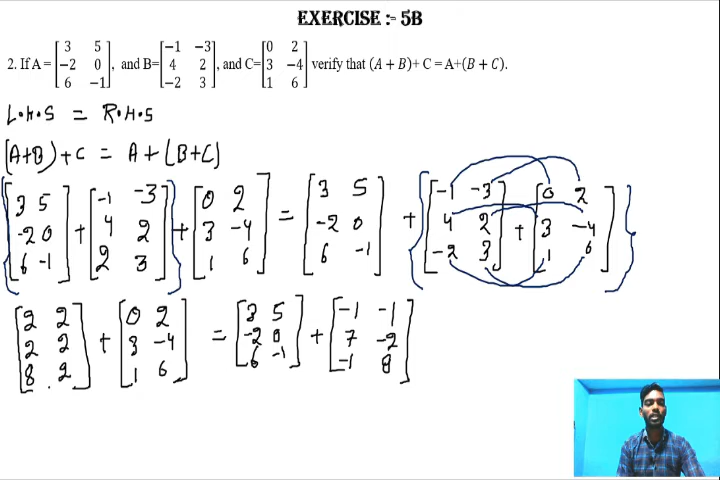 EXERCISE :- 5B
2. If A = [3 5; -2 0; 6 -1], and B= [-1 -3; 4 2; -2 3], and C= [0 2; 3 -4; 1 6] verify that (A + B)+ C = A+(B + C).
L.H.S = R.H.S
(A+B)+C = A+(B+C)
{[3 5; -2 0; 6 -1] + [-1 -3; 4 2; 2 3]} + [0 2; 3 -4; 1 6] = [3 5; -2 0; 6 -1] + {[-1 -3; 4 2; -2 3] + [0 2; 3 -4; 1 6]}
[2 2; 2 2; 8 2] + [0 2; 3 -4; 1 6] = [3 5; -2 0; 6 -1] + [-1 -1; 7 -2; -1 9]